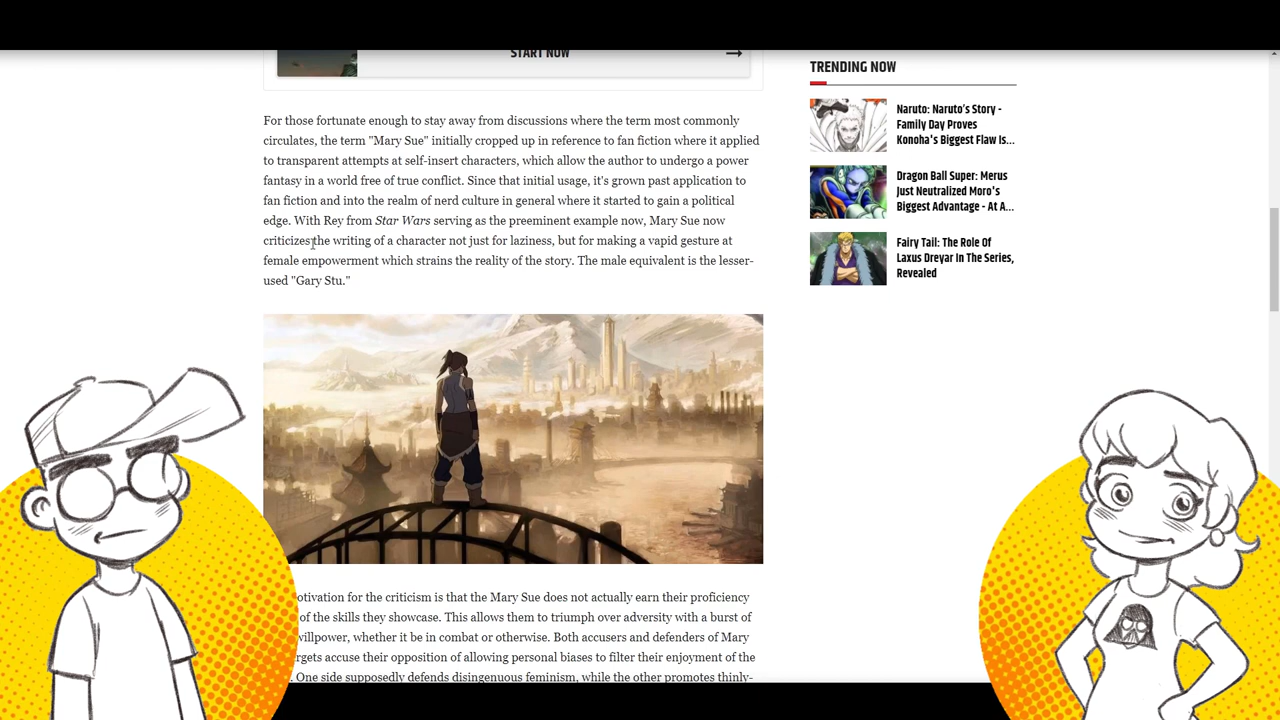 START NOW
For those fortunate enough to stay away from discussions where the term most commonly
circulates, the term "Mary Sue" initially cropped up in reference to fan fiction where it applied
to transparent attempts at self-insert characters, which allow the author to undergo a power
fantasy in a world free of true conflict. Since that initial usage, it's grown past application to
fan fiction and into the realm of nerd culture in general where it started to gain a political
edge. With Rey from Star Wars serving as the preeminent example now, Mary Sue now
criticizes the writing of a character not just for laziness, but for making a vapid gesture at
female empowerment which strains the reality of the story. The male equivalent is the lesser-
used "Gary Stu."
otivation for the criticism is that the Mary Sue does not actually earn their proficiency
of the skills they showcase. This allows them to triumph over adversity with a burst of
willpower, whether it be in combat or otherwise. Both accusers and defenders of Mary
rgets accuse their opposition of allowing personal biases to filter their enjoyment of the
One side supposedly defends disingenuous feminism, while the other promotes thinly-
TRENDING NOW
Naruto: Naruto's Story -
Family Day Proves
Konoha's Biggest Flaw Is...
Dragon Ball Super: Merus
Just Neutralized Moro's
Biggest Advantage - At A...
Fairy Tail: The Role Of
Laxus Dreyar In The Series,
Revealed